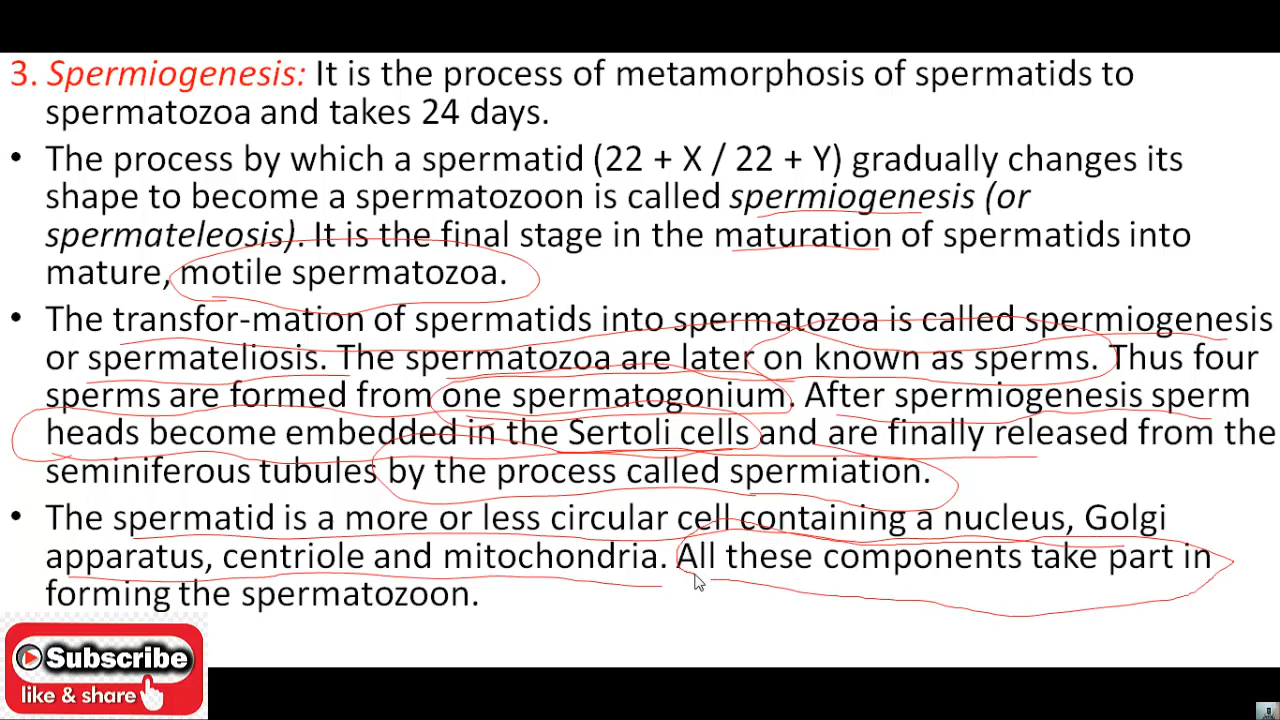 3. Spermiogenesis: It is the process of metamorphosis of spermatids to
spermatozoa and takes 24 days.
• The process by which a spermatid (22 + X / 22 + Y) gradually changes its
shape to become a spermatozoon is called spermiogenesis (or
spermateleosis). It is the final stage in the maturation of spermatids into
mature, motile spermatozoa.
• The transfor-mation of spermatids into spermatozoa is called spermiogenesis
or spermateliosis. The spermatozoa are later on known as sperms. Thus four
sperms are formed from one spermatogonium. After spermiogenesis sperm
heads become embedded in the Sertoli cells and are finally released from the
seminiferous tubules by the process called spermiation.
• The spermatid is a more or less circular cell containing a nucleus, Golgi
apparatus, centriole and mitochondria. All these components take part in
forming the spermatozoon.
Subscribe
like & share